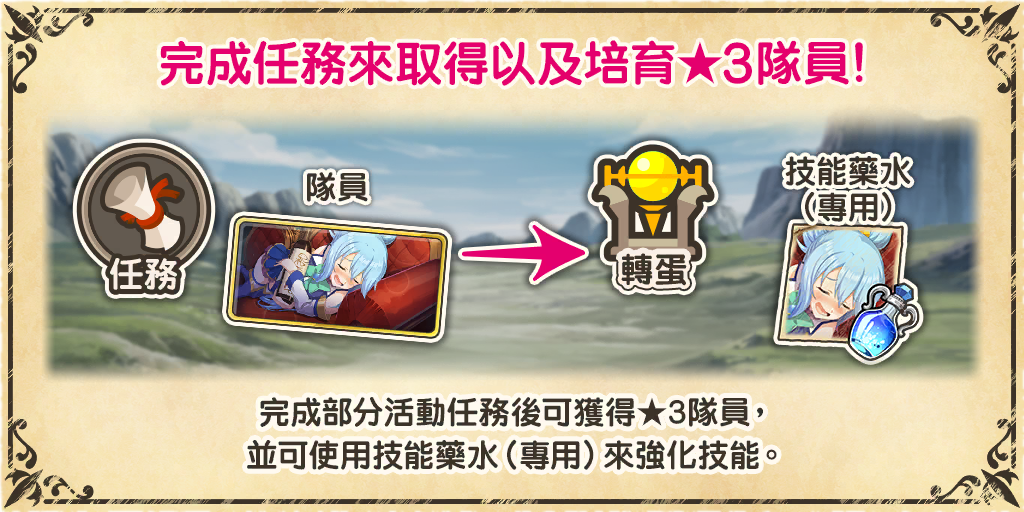 完成任務來取得以及培育★3隊員!
任務
隊員
轉蛋
技能藥水
（專用）
完成部分活動任務後可獲得★3隊員，
並可使用技能藥水（專用）來強化技能。